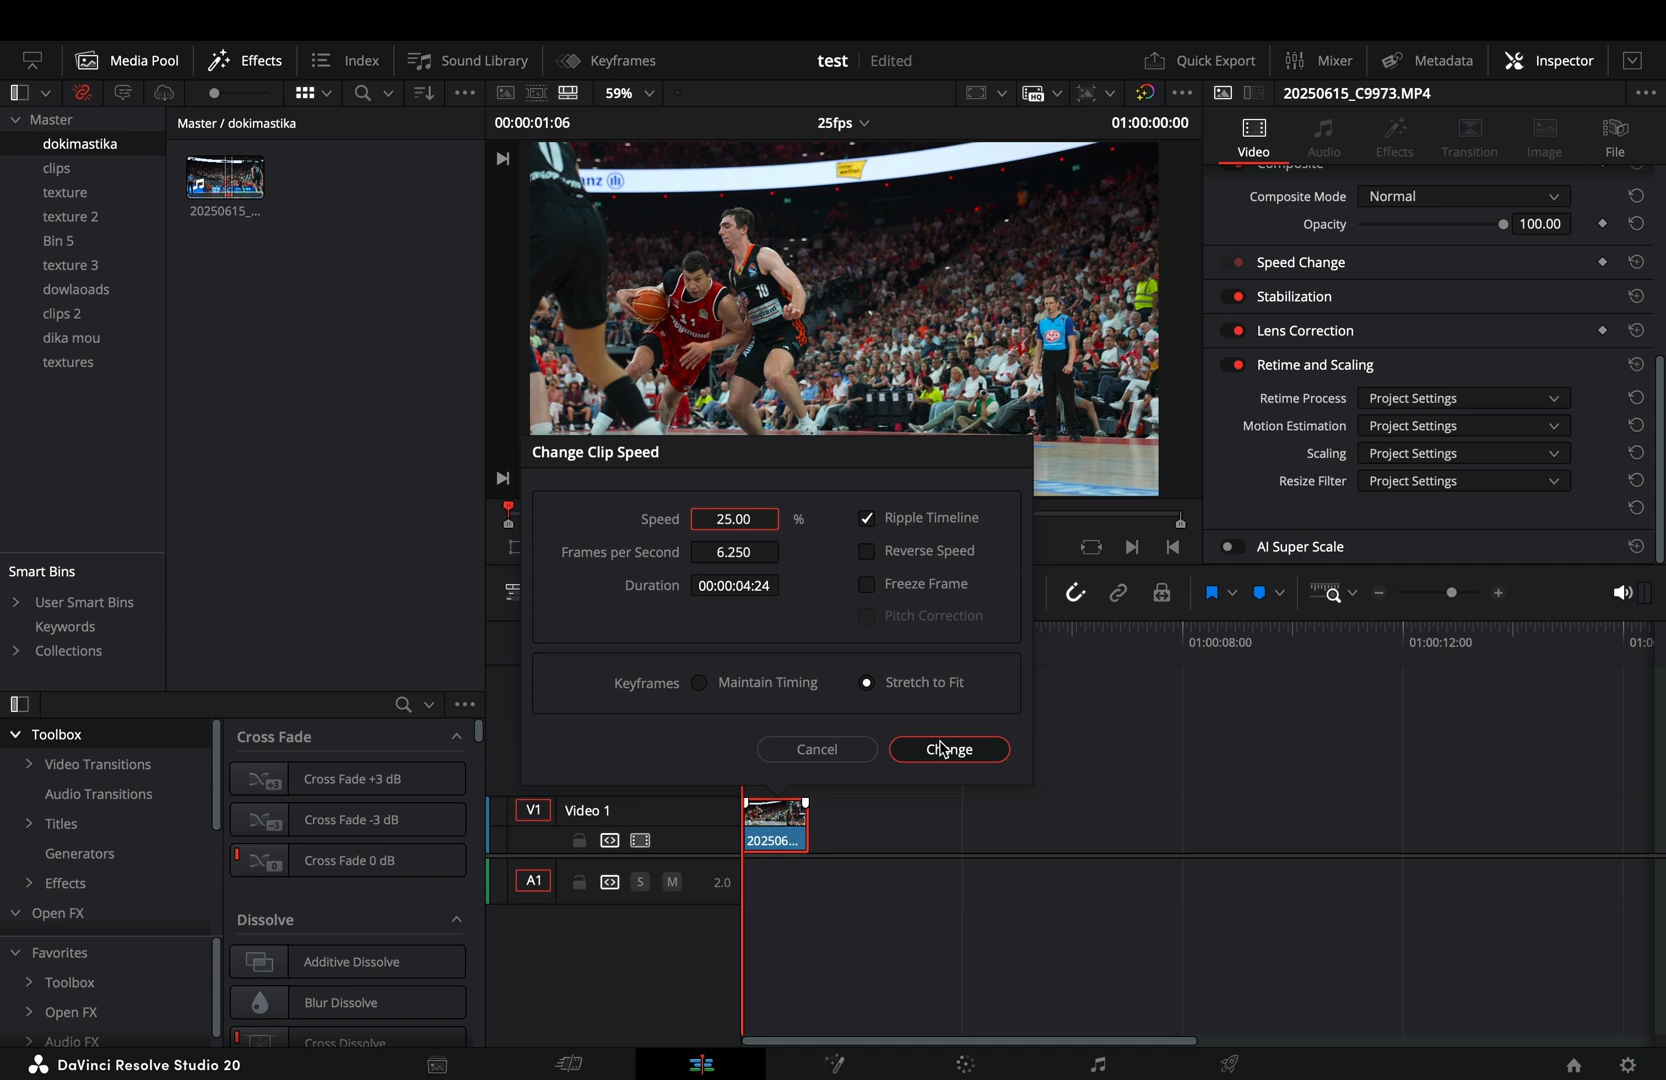 Media Pool
Effects
Index
Sound Library
Keyframes
test
Edited
Quick Export
Mixer
Metadata
Inspector
59%
20250615_C9973.MP4
Master
Master / dokimastika
00:00:01:06
25fps
01:00:00:00
dokimastika
clips
texture
texture 2
Bin 5
texture 3
dowlaoads
clips 2
dika mou
textures
20250615_...
Video
Audio
Effects
Transition
Image
File
Composite
Composite Mode
Normal
Opacity
100.00
Speed Change
Stabilization
Lens Correction
Retime and Scaling
Retime Process
Project Settings
Motion Estimation
Project Settings
Scaling
Project Settings
Resize Filter
Project Settings
AI Super Scale
nz
10
Change Clip Speed
Speed
25.00
%
Ripple Timeline
Frames per Second
6.250
Reverse Speed
Duration
00:00:04:24
Freeze Frame
Pitch Correction
Keyframes
Maintain Timing
Stretch to Fit
Cancel
Change
Smart Bins
User Smart Bins
Keywords
Collections
01:00:08:00
01:00:12:00
01:0
Toolbox
Video Transitions
Audio Transitions
Titles
Generators
Effects
Open FX
Favorites
Toolbox
Open FX
Audio FX
Cross Fade
+3
Cross Fade +3 dB
-3
Cross Fade -3 dB
0
Cross Fade 0 dB
Dissolve
Additive Dissolve
Blur Dissolve
Cross Dissolve
V1
Video 1
202506...
A1
S
M
2.0
DaVinci Resolve Studio 20